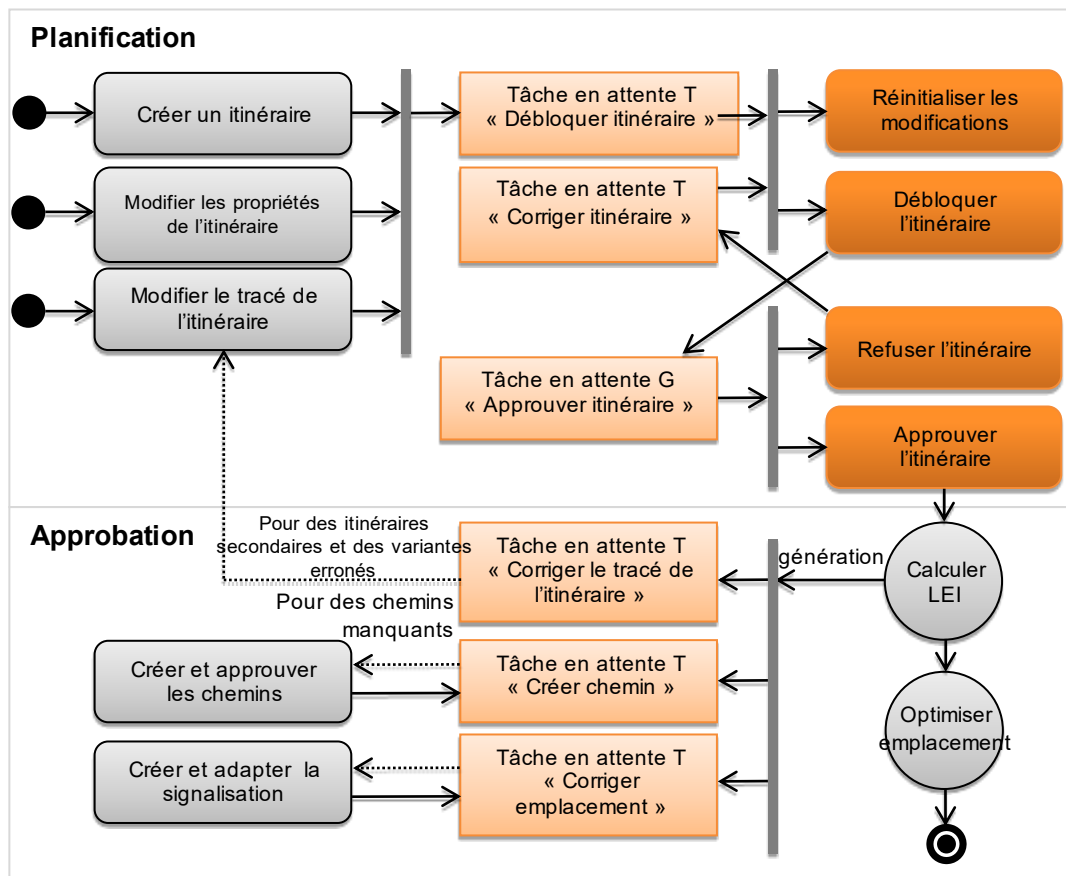 Planification
Créer un itinéraire
Tâche en attente T
« Débloquer itinéraire »
Réinitialiser les
modifications
Modifier les propriétés
de l'itinéraire
Tâche en attente T
« Corriger itinéraire »
Débloquer
l'itinéraire
Modifier le tracé de
l'itinéraire
Refuser l'itinéraire
Tâche en attente G
« Approuver itinéraire »
Approuver
l'itinéraire
Approbation
Pour des itinéraires
secondaires et des variantes
erronés
Tâche en attente T
« Corriger le tracé de
l'itinéraire »
génération
Calculer
LEI
Pour des chemins
manquants
Créer et approuver
les chemins
Tâche en attente T
« Créer chemin »
Optimiser
emplacement
Créer et adapter la
signalisation
Tâche en attente T
« Corriger
emplacement »